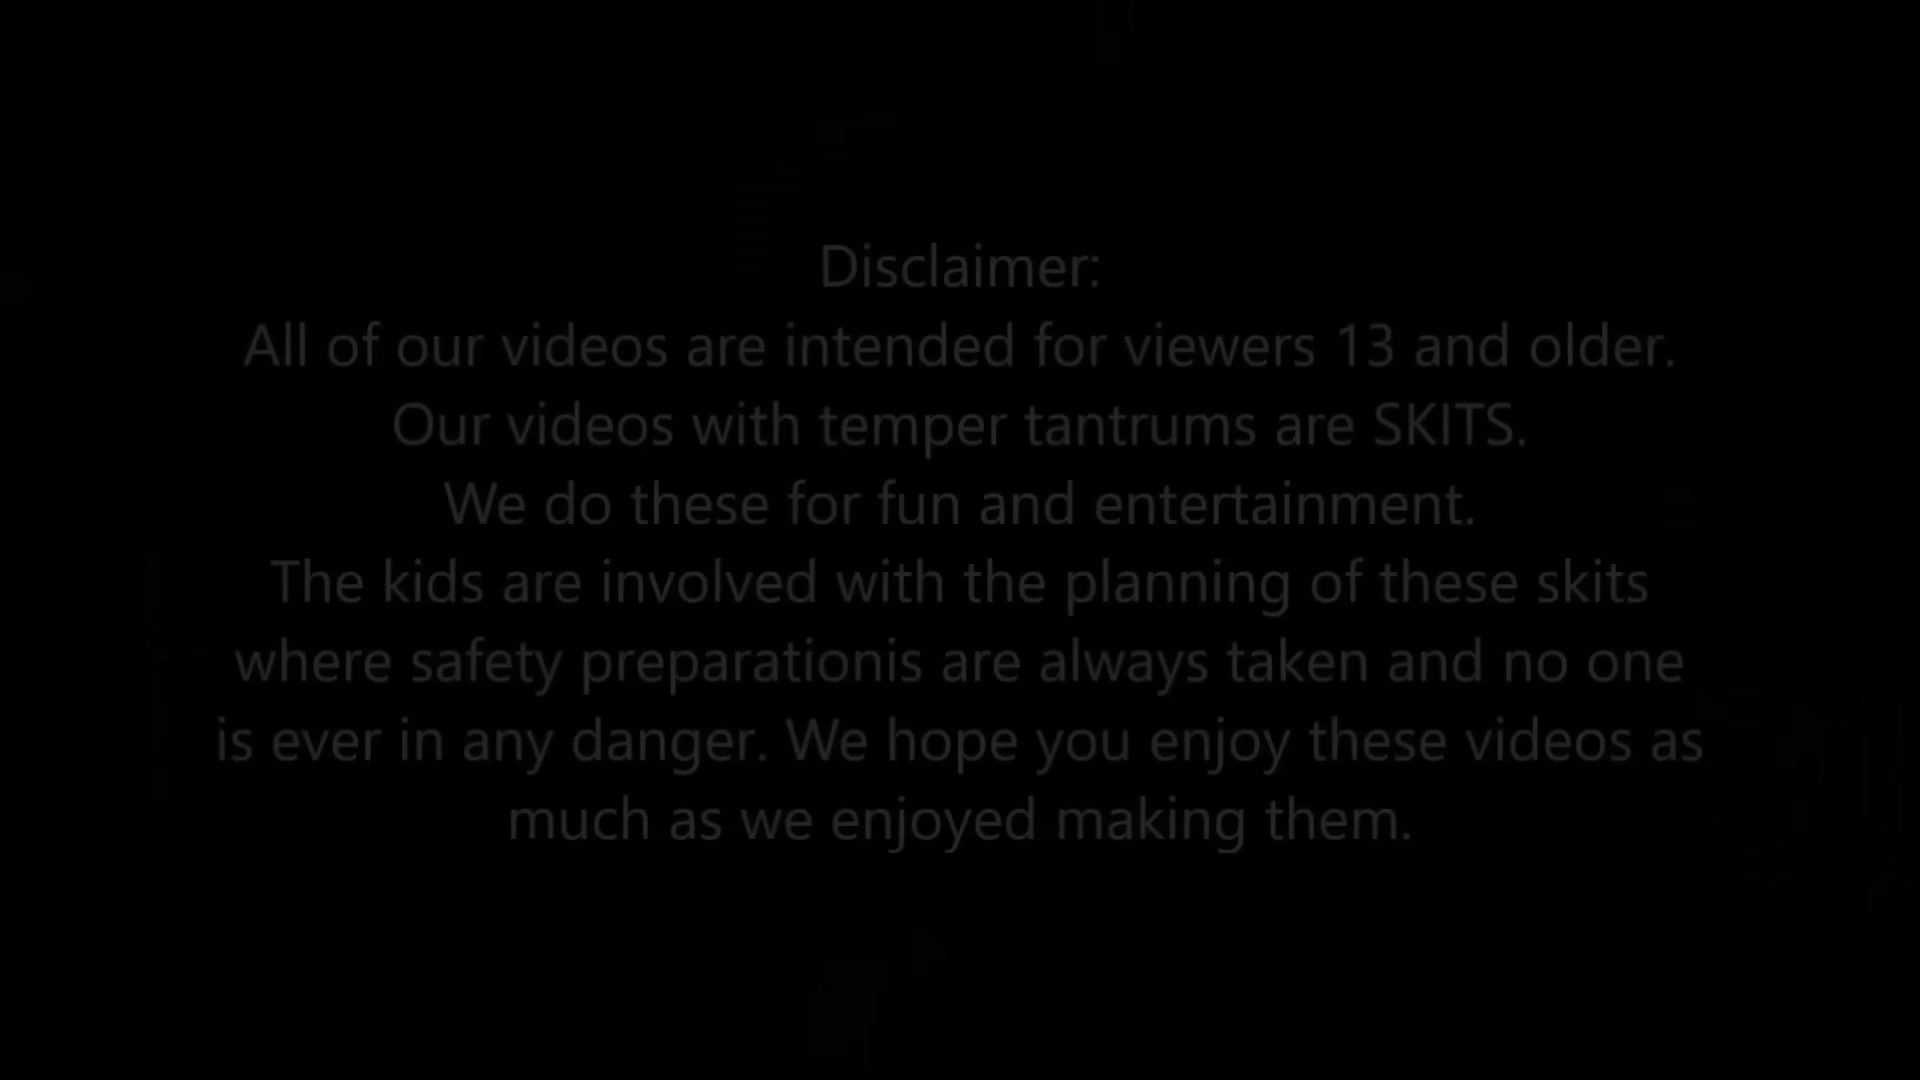 Disclaimer:
All of our videos are intended for viewers 13 and older.
Our videos with temper tantrums are SKITS.
We do these for fun and entertainment.
The kids are involved with the planning of these skits
where safety preparationis are always taken and no one
is ever in any danger. We hope you enjoy these videos as
much as we enjoyed making them.